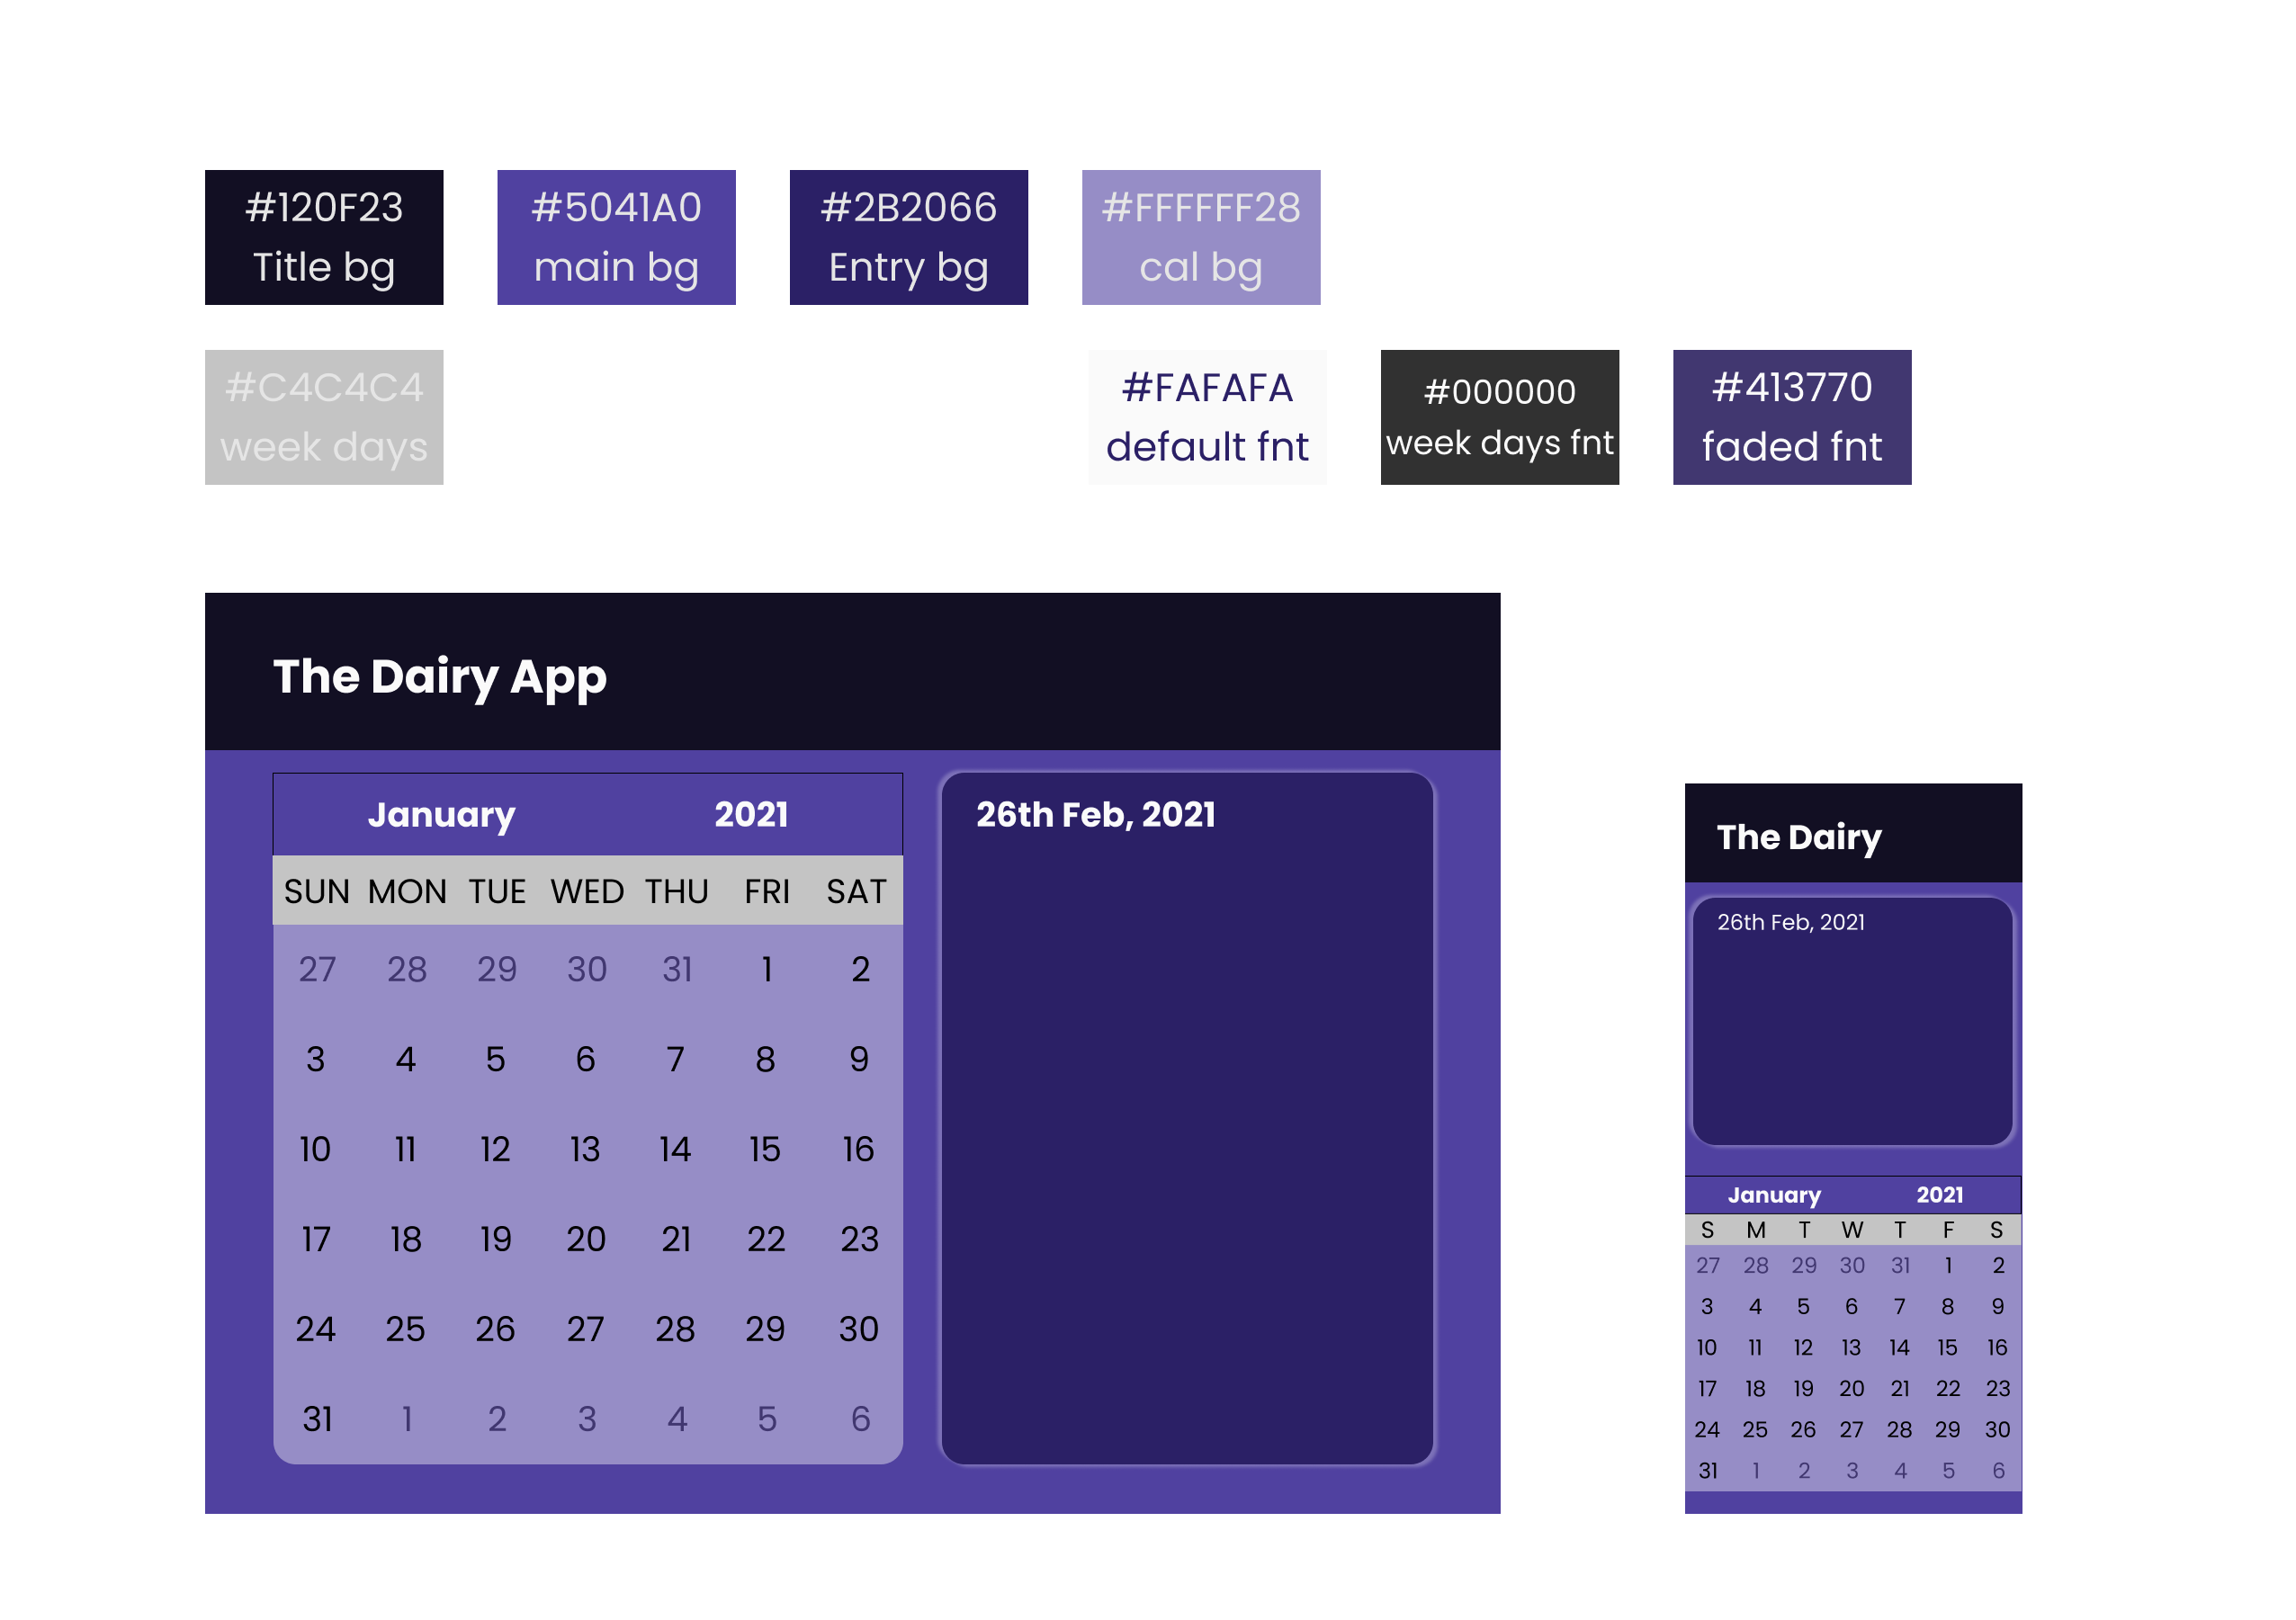 #120F23
Title bg
#5041A0
main bg
#2B2066
Entry bg
#FFFFFF28
cal bg
#C4C4C4
week days
#FAFAFA
default fnt
#000000
week days fnt
#413770
faded fnt
The Dairy App
January 2021
SUN MON TUE WED THU FRI SAT
27 28 29 30 31 1 2
3 4 5 6 7 8 9
10 11 12 13 14 15 16
17 18 19 20 21 22 23
24 25 26 27 28 29 30
31 1 2 3 4 5 6
26th Feb, 2021
The Dairy
26th Feb, 2021
January 2021
S M T W T F S
27 28 29 30 31 1 2
3 4 5 6 7 8 9
10 11 12 13 14 15 16
17 18 19 20 21 22 23
24 25 26 27 28 29 30
31 1 2 3 4 5 6